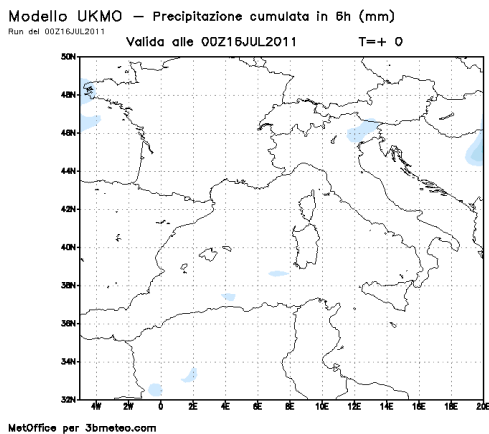 Modello UKMO — Precipitazione cumulata in 6h (mm)
Run del 00Z16JUL2011
Valida alle 00Z16JUL2011 T=+ 0
50N
48N
46N
44N
42N
40N
38N
36N
34N
32N
4W 2W 0 2E 4E 6E 8E 10E 12E 14E 16E 18E 20E
MetOffice per 3bmeteo.com